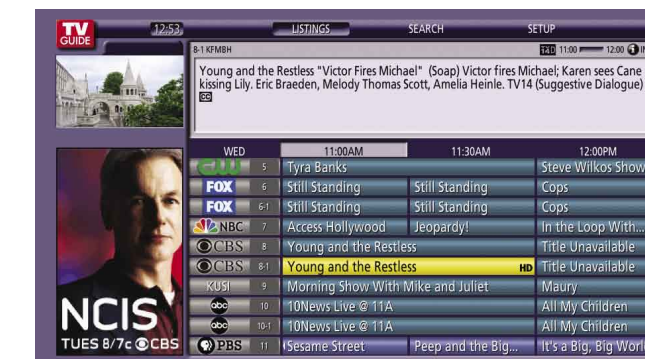 TV
GUIDE
12:53 LISTINGS SEARCH SETUP
8-1 KFMBH 11:00 12:00
Young and the Restless "Victor Fires Michael" (Soap) Victor fires Michael; Karen sees Cane
kissing Lily. Eric Braeden, Melody Thomas Scott, Amelia Heinle. TV14 (Suggestive Dialogue)
CC
WED 11:00AM 11:30AM 12:00PM
CW 5 Tyra Banks Steve Wilkos Show
FOX 6 Still Standing Still Standing Cops
FOX 6-1 Still Standing Still Standing Cops
NBC 7 Access Hollywood Jeopardy! In the Loop With...
CBS 8 Young and the Restless Title Unavailable
CBS 8-1 Young and the Restless HD Title Unavailable
KUSI 9 Morning Show With Mike and Juliet Maury
abc 10 10News Live @ 11A All My Children
abc 10-1 10News Live @ 11A All My Children
PBS 11 Sesame Street Peep and the Big... It's a Big, Big Worl
NCIS
TUES 8/7c CBS